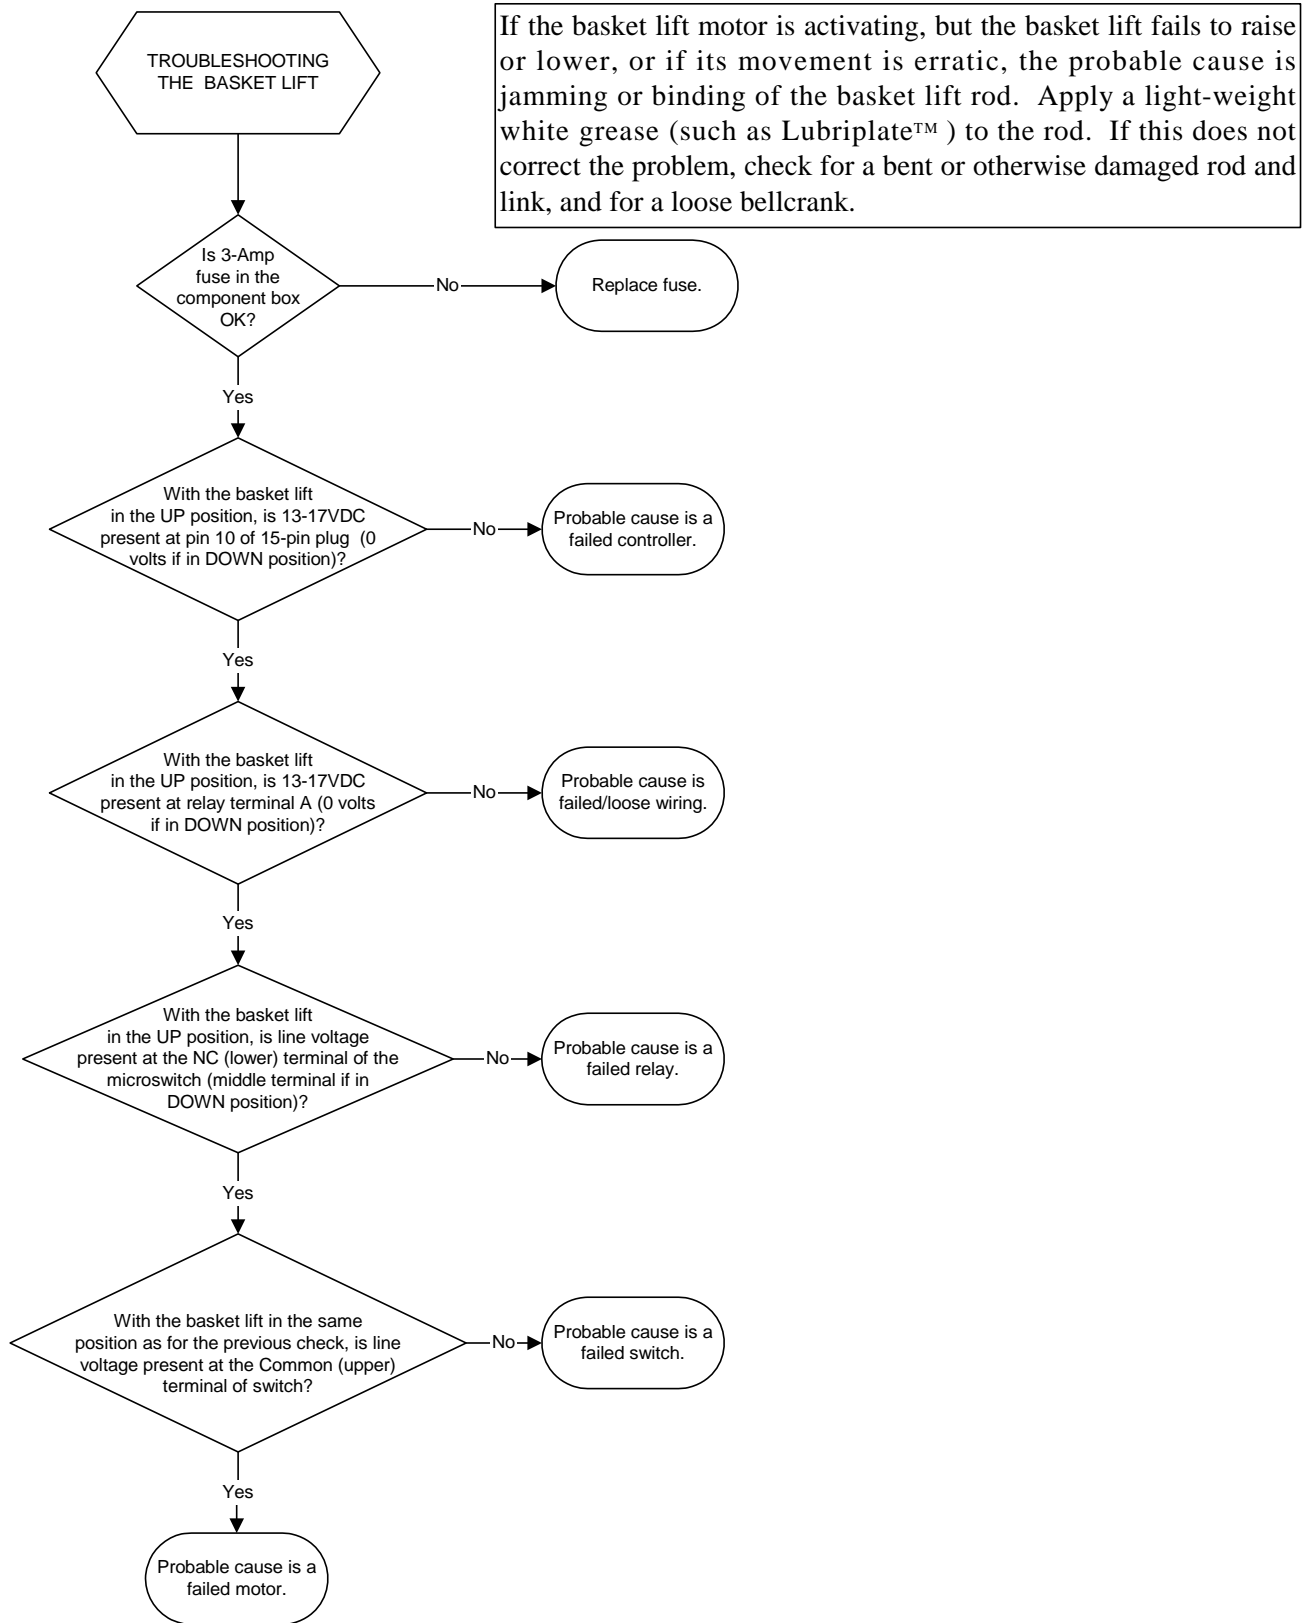 TROUBLESHOOTING
THE BASKET LIFT
If the basket lift motor is activating, but the basket lift fails to raise
or lower, or if its movement is erratic, the probable cause is
jamming or binding of the basket lift rod. Apply a light-weight
white grease (such as Lubriplate™ ) to the rod. If this does not
correct the problem, check for a bent or otherwise damaged rod and
link, and for a loose bellcrank.
Is 3-Amp
fuse in the
component box
OK?
No
Replace fuse.
Yes
With the basket lift
in the UP position, is 13-17VDC
present at pin 10 of 15-pin plug (0
volts if in DOWN position)?
No
Probable cause is a
failed controller.
Yes
With the basket lift
in the UP position, is 13-17VDC
present at relay terminal A (0 volts
if in DOWN position)?
No
Probable cause is
failed/loose wiring.
Yes
With the basket lift
in the UP position, is line voltage
present at the NC (lower) terminal of the
microswitch (middle terminal if in
DOWN position)?
No
Probable cause is a
failed relay.
Yes
With the basket lift in the same
position as for the previous check, is line
voltage present at the Common (upper)
terminal of switch?
No
Probable cause is a
failed switch.
Yes
Probable cause is a
failed motor.